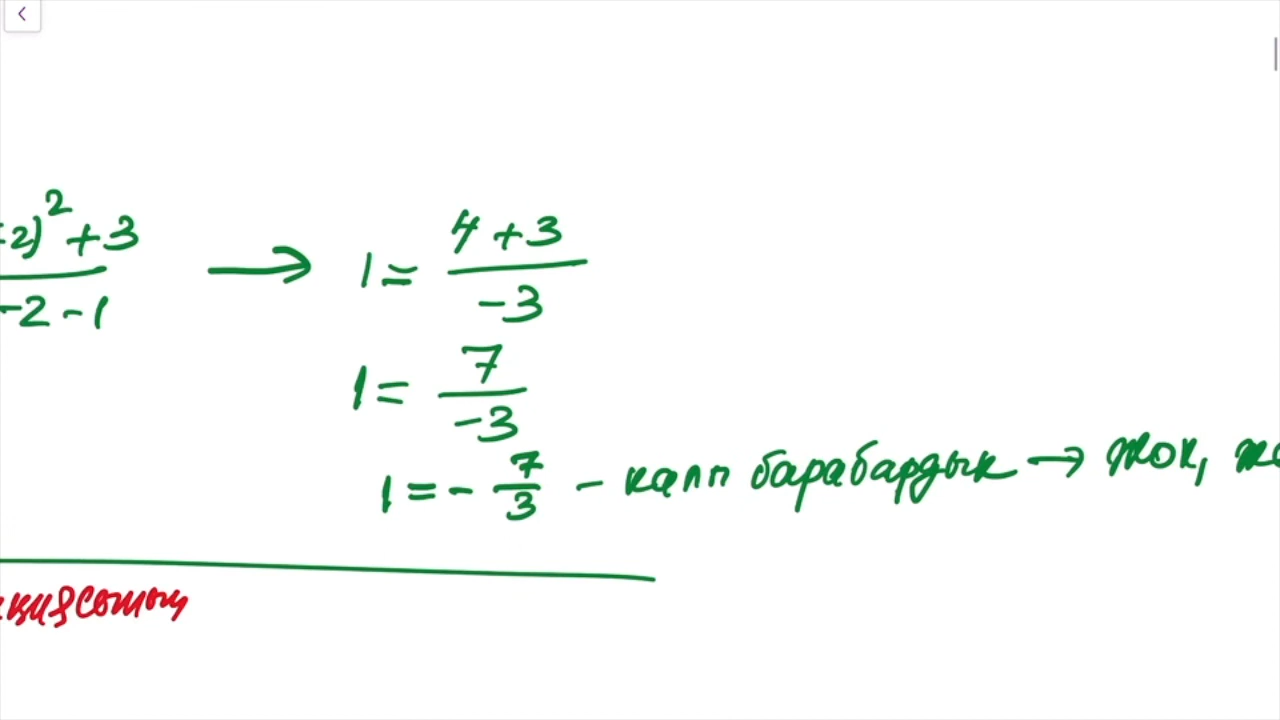 2)² + 3 / -2 - 1 → 1 = (4 + 3) / -3
1 = 7 / -3
1 = - 7/3 - калп барабардык → жок,